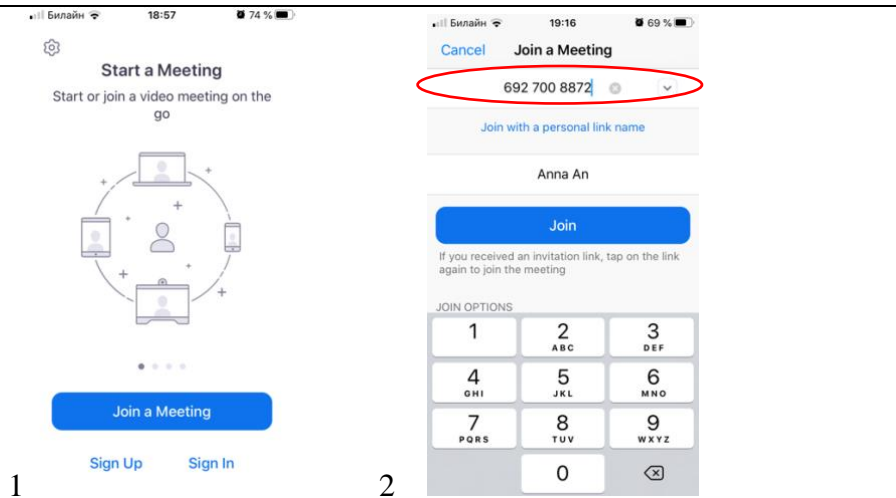 Билайн 18:57 74 %
Start a Meeting
Start or join a video meeting on the
go
Join a Meeting
Sign Up Sign In
1
Билайн 19:16 69 %
Cancel Join a Meeting
692 700 8872
Join with a personal link name
Anna An
Join
If you received an invitation link, tap on the link
again to join the meeting
JOIN OPTIONS
1 2 3
ABC DEF
4 5 6
GHI JKL MNO
7 8 9
PQRS TUV WXYZ
0
2